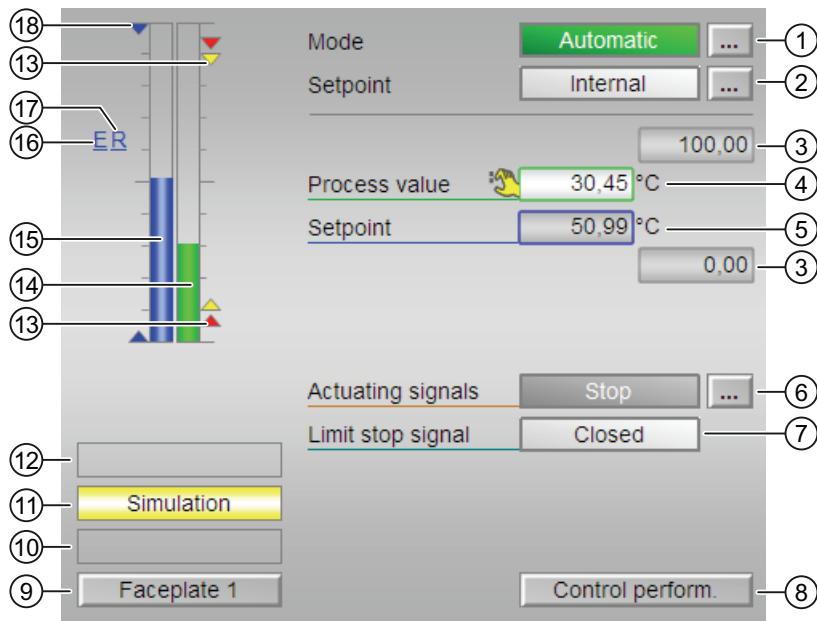 18
13
17
16
E R
15
14
13
12
11
Simulation
10
9
Faceplate 1
Mode
Automatic
...
1
Setpoint
Internal
...
2
100,00
3
Process value
30,45
°C
4
Setpoint
50,99
°C
5
0,00
3
Actuating signals
Stop
...
6
Limit stop signal
Closed
7
Control perform.
8